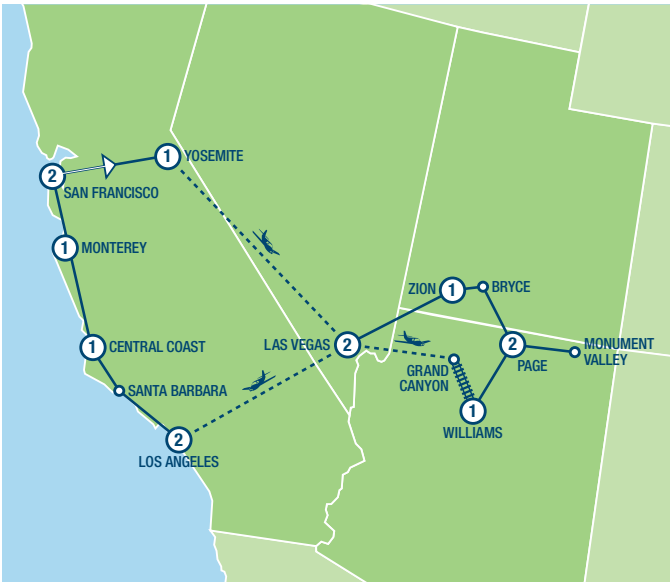 1
YOSEMITE
2
SAN FRANCISCO
1
MONTEREY
ZION
1
BRYCE
1
CENTRAL COAST
LAS VEGAS
2
2
PAGE
MONUMENT
VALLEY
GRAND
CANYON
SANTA BARBARA
1
WILLIAMS
2
LOS ANGELES